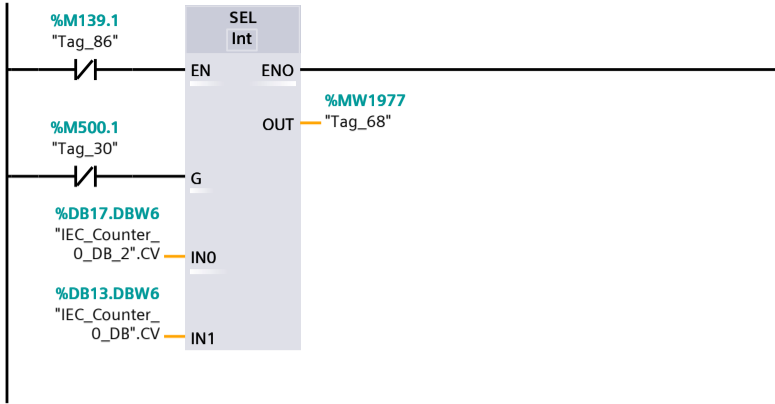 %M139.1
"Tag_86"
SEL
Int
EN
ENO
%MW1977
"Tag_68"
OUT
%M500.1
"Tag_30"
G
%DB17.DBW6
"IEC_Counter_
0_DB_2".CV
IN0
%DB13.DBW6
"IEC_Counter_
0_DB".CV
IN1